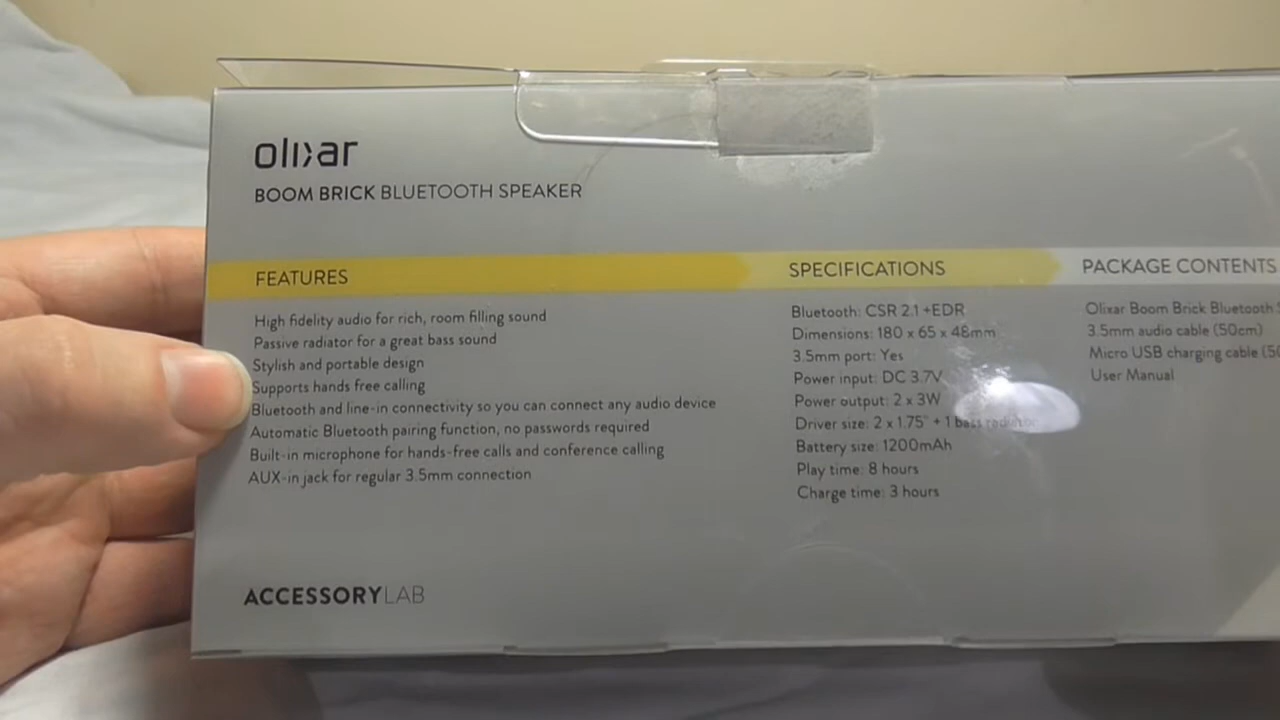 olixar
BOOM BRICK BLUETOOTH SPEAKER
FEATURES
High fidelity audio for rich, room filling sound
Passive radiator for a great bass sound
Stylish and portable design
Supports hands free calling
Bluetooth and line-in connectivity so you can connect any audio device
Automatic Bluetooth pairing function, no passwords required
Built-in microphone for hands-free calls and conference calling
AUX-in jack for regular 3.5mm connection
SPECIFICATIONS
Bluetooth: CSR 2.1 +EDR
Dimensions: 180 x 65 x 48mm
3.5mm port: Yes
Power input: DC 3.7V
Power output: 2 x 3W
Driver size: 2 x 1.75" + 1 bass
Battery size: 1200mAh
Play time: 8 hours
Charge time: 3 hours
PACKAGE CONTENTS
Olixar Boom Brick Bluetooth
3.5mm audio cable (50cm)
Micro USB charging cable
User Manual
ACCESSORYLAB